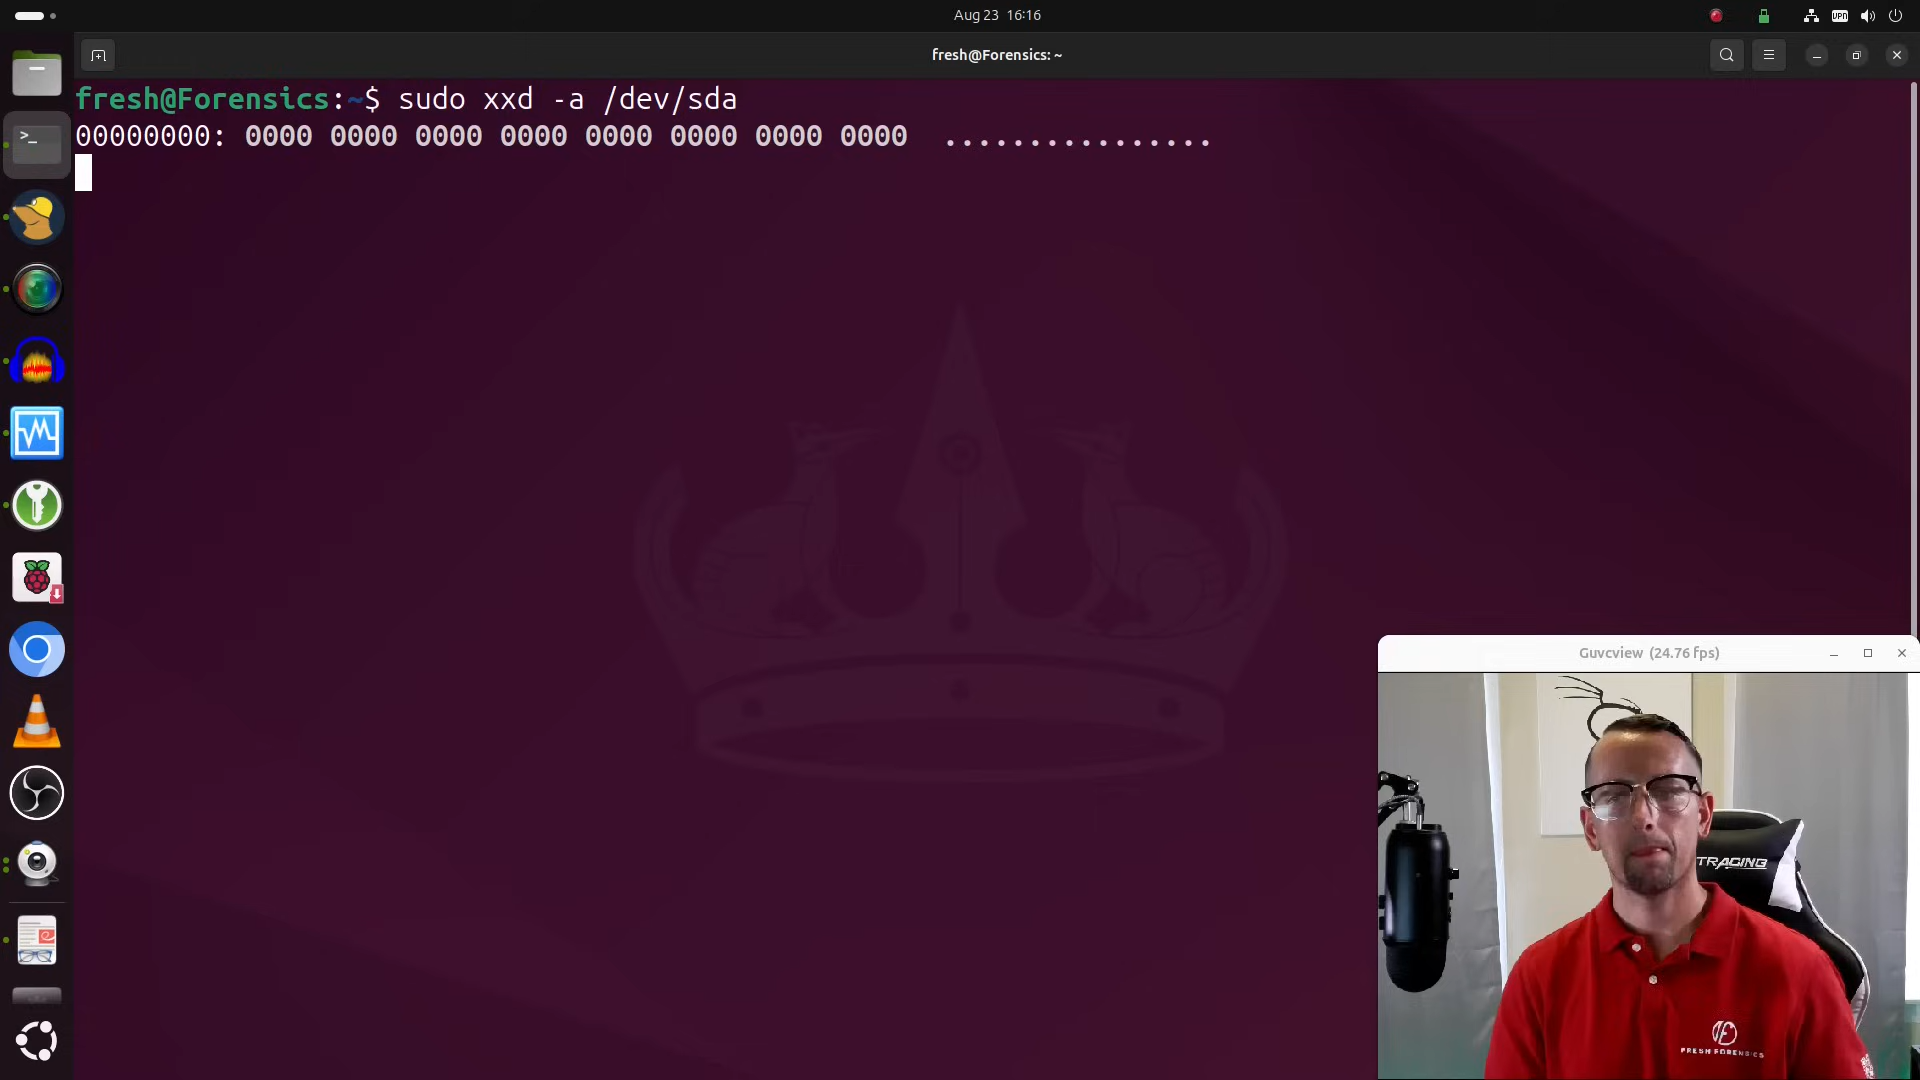 Aug 23 16:16
VPN
fresh@Forensics: ~
fresh@Forensics:~$ sudo xxd -a /dev/sda
00000000: 0000 0000 0000 0000 0000 0000 0000 0000  ................
Guvcview (24.76 fps)
TRACING
FRESH FORENSICS